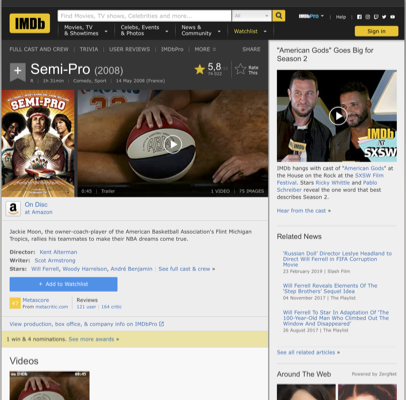 IMDb
Find Movies, TV shows, Celebrities and more...
All
Movies, TV & Showtimes
Celebs, Events & Photos
News & Community
Watchlist
IMDbPro
Help
Sign in
FULL CAST AND CREW | TRIVIA | USER REVIEWS | IMDbPro | MORE
SHARE
Semi-Pro (2008)
5,8
Rate This
1h 31min | Comedy, Sport | 14 May 2008 (France)
SEMI-PRO
ABA
0:45 | Trailer
1 VIDEO | 75 IMAGES
On Disc
at Amazon
Jackie Moon, the owner-coach-player of the American Basketball Association's Flint Michigan
Tropics, rallies his teammates to make their NBA dreams come true.
Director: Kent Alterman
Writer: Scot Armstrong
Stars: Will Ferrell, Woody Harrelson, André Benjamin | See full cast & crew »
+ Add to Watchlist
47
Metascore
From metacritic.com
Reviews
121 user | 164 critic
View production, box office, & company info on IMDbPro
1 win & 4 nominations. See more awards »
Videos
"American Gods" Goes Big for
Season 2
IMDb
at
SXSW
IMDb hangs with cast of "American Gods" at
the House on the Rock at the SXSW Film
Festival. Stars Ricky Whittle and Pablo
Schreiber reveal the one word that best
describes Season 2.
Hear from the cast »
Related News
'Russian Doll' Director Leslye Headland to
Direct Will Ferrell in FIFA Corruption
Movie
23 February 2019 | Slash Film
Will Ferrell Reveals Elements Of The
'Step Brothers' Sequel Idea
04 November 2017 | The Playlist
Will Ferrell To Star In Adaptation Of 'The
100-Year-Old Man Who Climbed Out The
Window And Disappeared'
26 August 2017 | The Playlist
See all related articles »
Around The Web
Powered by ZergNet